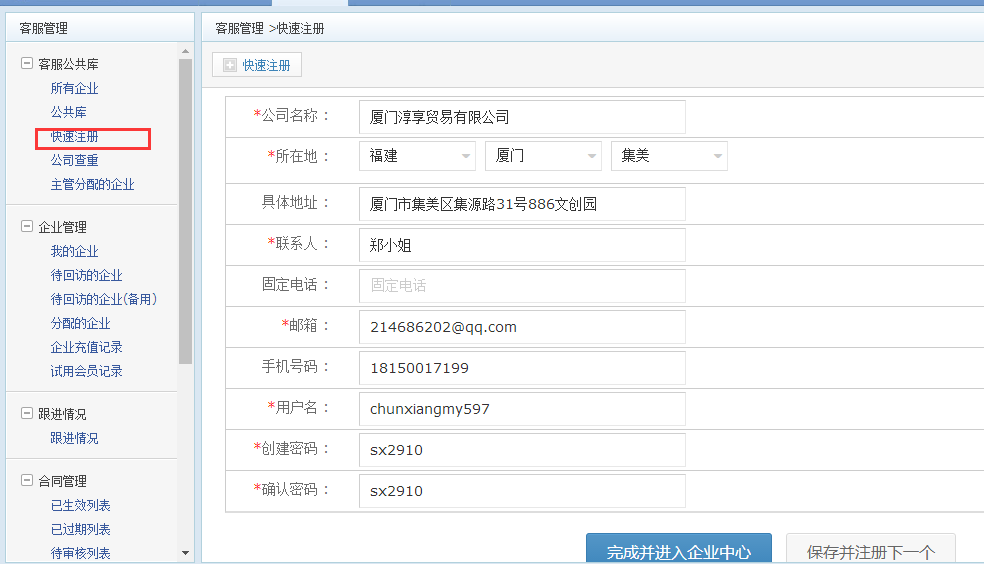 客服管理
客服公共库
所有企业
公共库
快速注册
公司查重
主管分配的企业
企业管理
我的企业
待回访的企业
待回访的企业(备用)
分配的企业
企业充值记录
试用会员记录
跟进情况
跟进情况
合同管理
已生效列表
已过期列表
待审核列表
客服管理 >快速注册
快速注册
*公司名称： 厦门淳享贸易有限公司
*所在地： 福建 厦门 集美
具体地址： 厦门市集美区集源路31号886文创园
*联系人： 郑小姐
固定电话： 固定电话
*邮箱： 214686202@qq.com
手机号码： 18150017199
*用户名： chunxiangmy597
*创建密码： sx2910
*确认密码： sx2910
完成并进入企业中心 保存并注册下一个